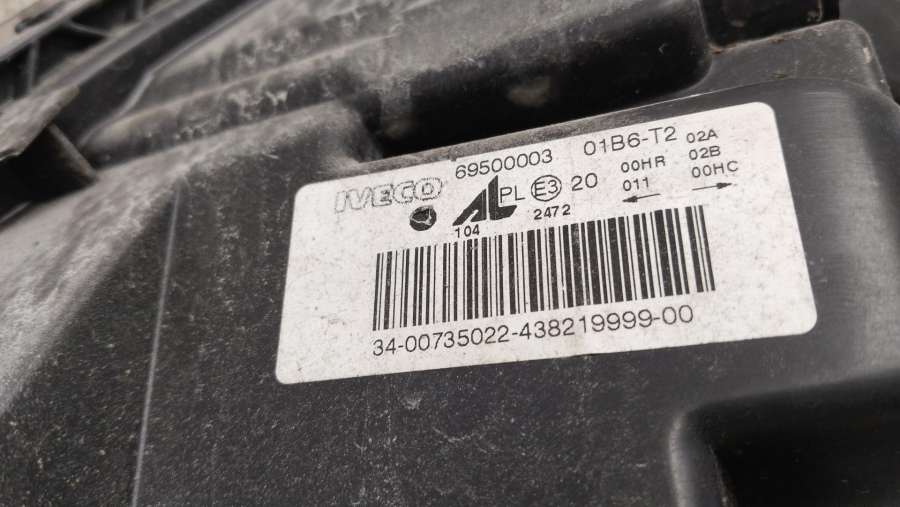 IVECO 69500003 01B6-T2 02A
AL PL E3 20 00HR 02B
011 00HC
104 2472
34-00735022-438219999-00